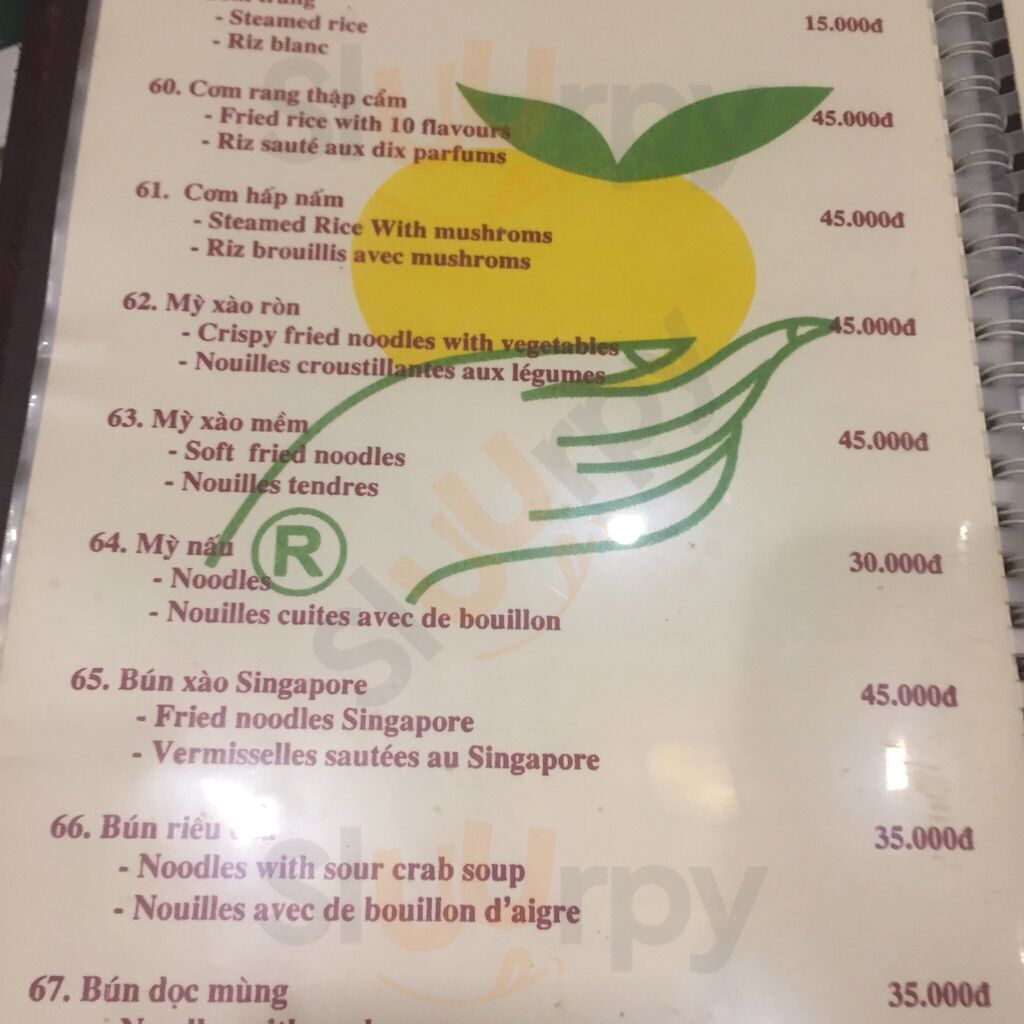 - Steamed rice 15.000đ
- Riz blanc
60. Cơm rang thập cẩm
- Fried rice with 10 flavours 45.000đ
- Riz sauté aux dix parfums
61. Cơm hấp nấm
- Steamed Rice With mushroms 45.000đ
- Riz brouillis avec mushroms
62. Mỳ xào ròn
- Crispy fried noodles with vegetables 45.000đ
- Nouilles croustillantes aux légumes
63. Mỳ xào mềm
- Soft fried noodles 45.000đ
- Nouilles tendres
64. Mỳ nấu
®
- Noodles 30.000đ
- Nouilles cuites avec de bouillon
65. Bún xào Singapore 45.000đ
- Fried noodles Singapore
- Vermisselles sautées au Singapore
66. Bún riêu 35.000đ
- Noodles with sour crab soup
- Nouilles avec de bouillon d'aigre
67. Bún dọc mùng 35.000đ
Sluurpy
Sluurpy
Sluurpy